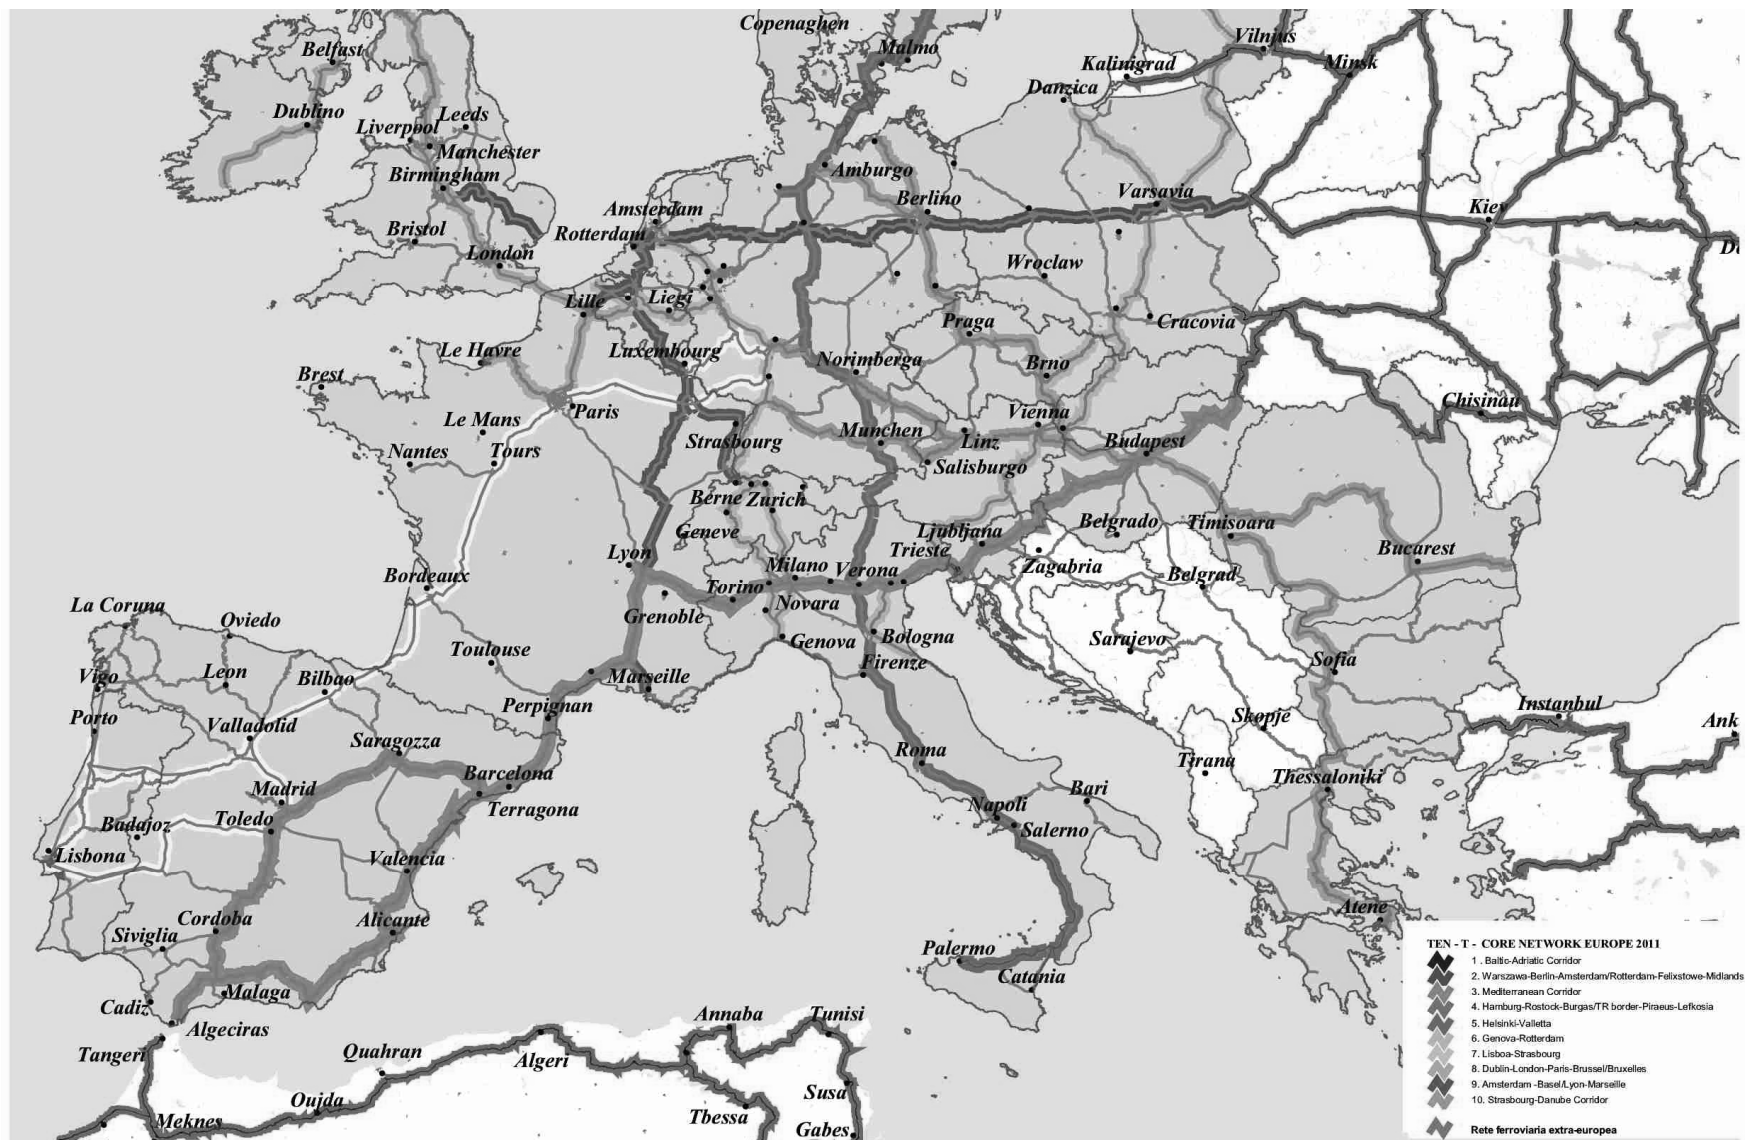 Copenaghen
Malmo
Vilnjus
Minsk
Kalinigrad
Danzica
Belfast
Dublino
Leeds
Liverpool
Manchester
Birmingham
Amburgo
Berlino
Varsavia
Kiev
Amsterdam
Rotterdam
Bristol
London
Wroclaw
Lille
Liegi
Praga
Cracovia
Le Havre
Luxembourg
Norimberga
Brno
Brest
Paris
Chisinau
Le Mans
Vienna
Strasbourg
Munchen
Linz
Budapest
Nantes
Tours
Salisburgo
Berne
Zurich
Geneve
Ljubljana
Belgrado
Timisoara
Bucarest
Lyon
Trieste
Milano
Verona
Zagabria
Belgrad
Bordeaux
Torino
Novara
Grenoble
La Coruna
Oviedo
Genova
Bologna
Sarajevo
Toulouse
Firenze
Sofia
Vigo
Leon
Bilbao
Marseille
Perpignan
Instanbul
Porto
Valladolid
Skopje
Ank
Saragozza
Roma
Tirana
Thessaloniki
Barcelona
Madrid
Bari
Terragona
Napoli
Toledo
Badajoz
Salerno
Lisbona
Valencia
Atene
Cordoba
Alicante
Siviglia
Palermo
Catania
Malaga
Cadiz
Algeciras
Annaba
Tunisi
Tangeri
Quahran
Algeri
Susa
Oujda
Tbessa
Meknes
Gabes
TEN - T - CORE NETWORK EUROPE 2011
1 . Baltic-Adriatic Corridor
2. Warszawa-Berlin-Amsterdam/Rotterdam-Felixstowe-Midlands
3. Mediterranean Corridor
4. Hamburg-Rostock-Burgas/TR border-Piraeus-Lefkosia
5. Helsinki-Valletta
6. Genova-Rotterdam
7. Lisboa-Strasbourg
8. Dublin-London-Paris-Brussel/Bruxelles
9. Amsterdam -Basel/Lyon-Marseille
10. Strasbourg-Danube Corridor
Rete ferroviaria extra-europea